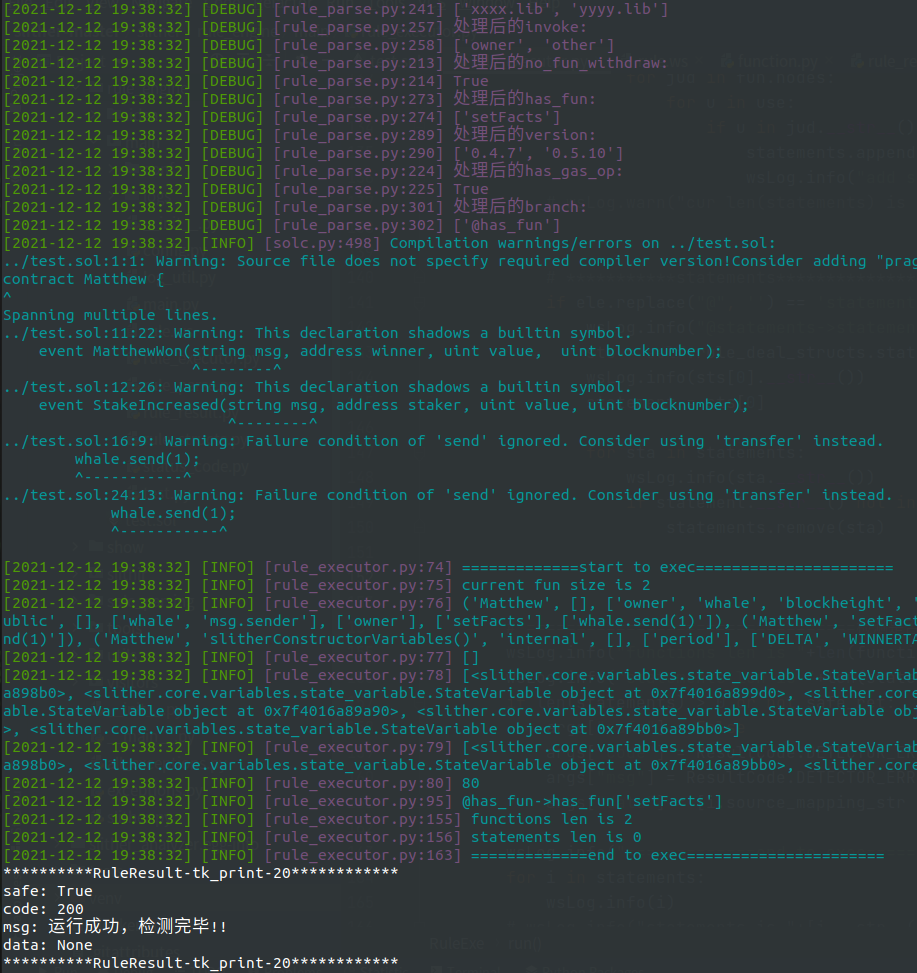 [2021-12-12 19:38:32] [DEBUG] [rule_parse.py:241] ['xxxx.lib', 'yyyy.lib']
[2021-12-12 19:38:32] [DEBUG] [rule_parse.py:257] 处理后的invoke:
[2021-12-12 19:38:32] [DEBUG] [rule_parse.py:258] ['owner', 'other']
[2021-12-12 19:38:32] [DEBUG] [rule_parse.py:213] 处理后的no_fun_withdraw:
[2021-12-12 19:38:32] [DEBUG] [rule_parse.py:214] True
[2021-12-12 19:38:32] [DEBUG] [rule_parse.py:273] 处理后的has_fun:
[2021-12-12 19:38:32] [DEBUG] [rule_parse.py:274] ['setFacts']
[2021-12-12 19:38:32] [DEBUG] [rule_parse.py:289] 处理后的version:
[2021-12-12 19:38:32] [DEBUG] [rule_parse.py:290] ['0.4.7', '0.5.10']
[2021-12-12 19:38:32] [DEBUG] [rule_parse.py:224] 处理后的has_gas_op:
[2021-12-12 19:38:32] [DEBUG] [rule_parse.py:225] True
[2021-12-12 19:38:32] [DEBUG] [rule_parse.py:301] 处理后的branch:
[2021-12-12 19:38:32] [DEBUG] [rule_parse.py:302] ['@has_fun']
[2021-12-12 19:38:32] [INFO] [solc.py:498] Compilation warnings/errors on ../test.sol:
../test.sol:1:1: Warning: Source file does not specify required compiler version!Consider adding "prag
contract Matthew {
^
Spanning multiple lines.
../test.sol:11:22: Warning: This declaration shadows a builtin symbol.
    event MatthewWon(string msg, address winner, uint value,  uint blocknumber);
                     ^--------^
../test.sol:12:26: Warning: This declaration shadows a builtin symbol.
    event StakeIncreased(string msg, address staker, uint value, uint blocknumber);
                         ^--------^
../test.sol:16:9: Warning: Failure condition of 'send' ignored. Consider using 'transfer' instead.
        whale.send(1);
        ^-----------^
../test.sol:24:13: Warning: Failure condition of 'send' ignored. Consider using 'transfer' instead.
            whale.send(1);
            ^-----------^
[2021-12-12 19:38:32] [INFO] [rule_executor.py:74] =============start to exec======================
[2021-12-12 19:38:32] [INFO] [rule_executor.py:75] current fun size is 2
[2021-12-12 19:38:32] [INFO] [rule_executor.py:76] ('Matthew', [], ['owner', 'whale', 'blockheight', '
ublic', [], ['whale', 'msg.sender'], ['owner'], ['setFacts'], ['whale.send(1)']), ('Matthew', 'setFact
nd(1)']), ('Matthew', 'slitherConstructorVariables()', 'internal', [], ['period'], ['DELTA', 'WINNERTA
[2021-12-12 19:38:32] [INFO] [rule_executor.py:77] []
[2021-12-12 19:38:32] [INFO] [rule_executor.py:78] [<slither.core.variables.state_variable.StateVariab
a898b0>, <slither.core.variables.state_variable.StateVariable object at 0x7f4016a899d0>, <slither.core
able.StateVariable object at 0x7f4016a89a90>, <slither.core.variables.state_variable.StateVariable obj
>, <slither.core.variables.state_variable.StateVariable object at 0x7f4016a89bb0>]
[2021-12-12 19:38:32] [INFO] [rule_executor.py:79] [<slither.core.variables.state_variable.StateVariab
a898b0>, <slither.core.variables.state_variable.StateVariable object at 0x7f4016a89bb0>, <slither.core
[2021-12-12 19:38:32] [INFO] [rule_executor.py:80] 80
[2021-12-12 19:38:32] [INFO] [rule_executor.py:95] @has_fun->has_fun['setFacts']
[2021-12-12 19:38:32] [INFO] [rule_executor.py:155] functions len is 2
[2021-12-12 19:38:32] [INFO] [rule_executor.py:156] statements len is 0
[2021-12-12 19:38:32] [INFO] [rule_executor.py:163] =============end to exec======================
**********RuleResult-tk_print-20************
safe: True
code: 200
msg: 运行成功，检测完毕!!
data: None
**********RuleResult-tk_print-20************